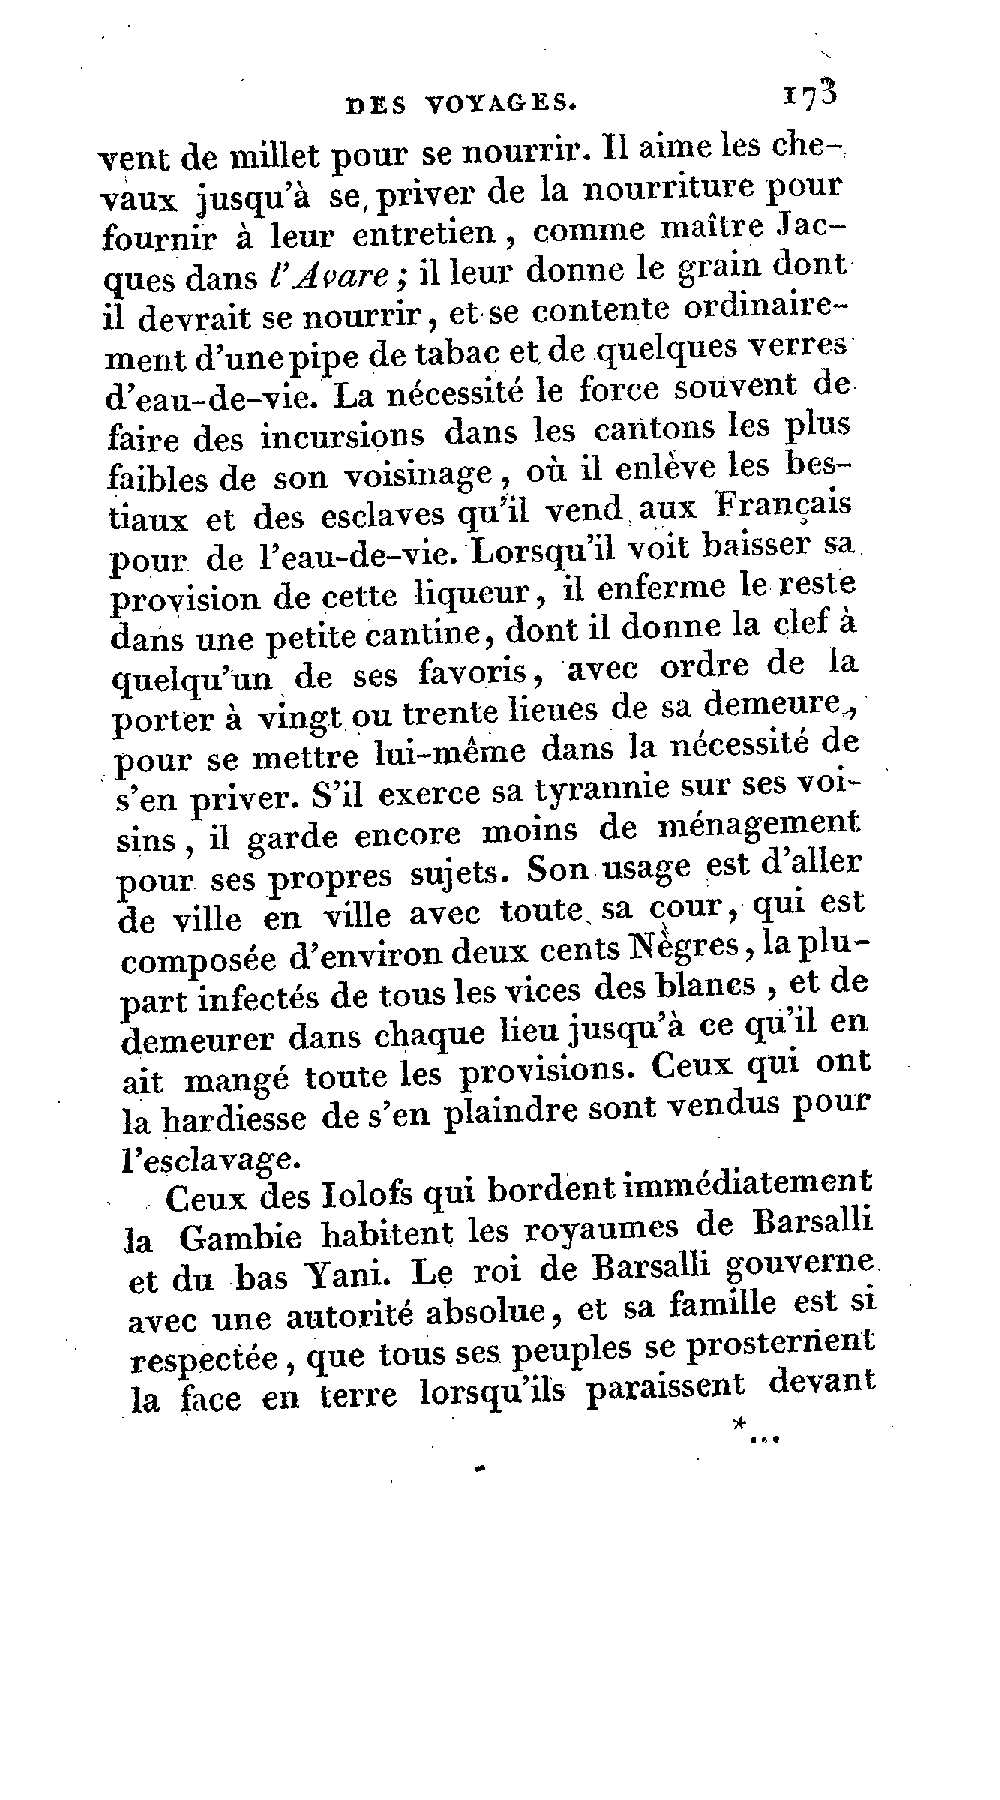 DES VOYAGES. 173
vent de millet pour se nourrir. Il aime les che-
vaux jusqu'à se priver de la nourriture pour
fournir à leur entretien, comme maître Jac-
ques dans l'Avare; il leur donne le grain dont
il devrait se nourrir, et se contente ordinaire-
ment d'une pipe de tabac et de quelques verres
d'eau-de-vie. La nécessité le force souvent de
faire des incursions dans les cantons les plus
faibles de son voisinage, où il enlève les bes-
tiaux et des esclaves qu'il vend aux Français
pour de l'eau-de-vie. Lorsqu'il voit baisser sa
provision de cette liqueur, il enferme le reste
dans une petite cantine, dont il donne la clef à
quelqu'un de ses favoris, avec ordre de la
porter à vingt ou trente lieues de sa demeure,
pour se mettre lui-même dans la nécessité de
s'en priver. S'il exerce sa tyrannie sur ses voi-
sins, il garde encore moins de ménagement
pour ses propres sujets. Son usage est d'aller
de ville en ville avec toute sa cour, qui est
composée d'environ deux cents Nègres, la plu-
part infectés de tous les vices des blancs, et de
demeurer dans chaque lieu jusqu'à ce qu'il en
ait mangé toute les provisions. Ceux qui ont
la hardiesse de s'en plaindre sont vendus pour
l'esclavage.
Ceux des Iolofs qui bordent immédiatement
la Gambie habitent les royaumes de Barsalli
et du bas Yani. Le roi de Barsalli gouverne
avec une autorité absolue, et sa famille est si
respectée, que tous ses peuples se prosternent
la face en terre lorsqu'ils paraissent devant
*...